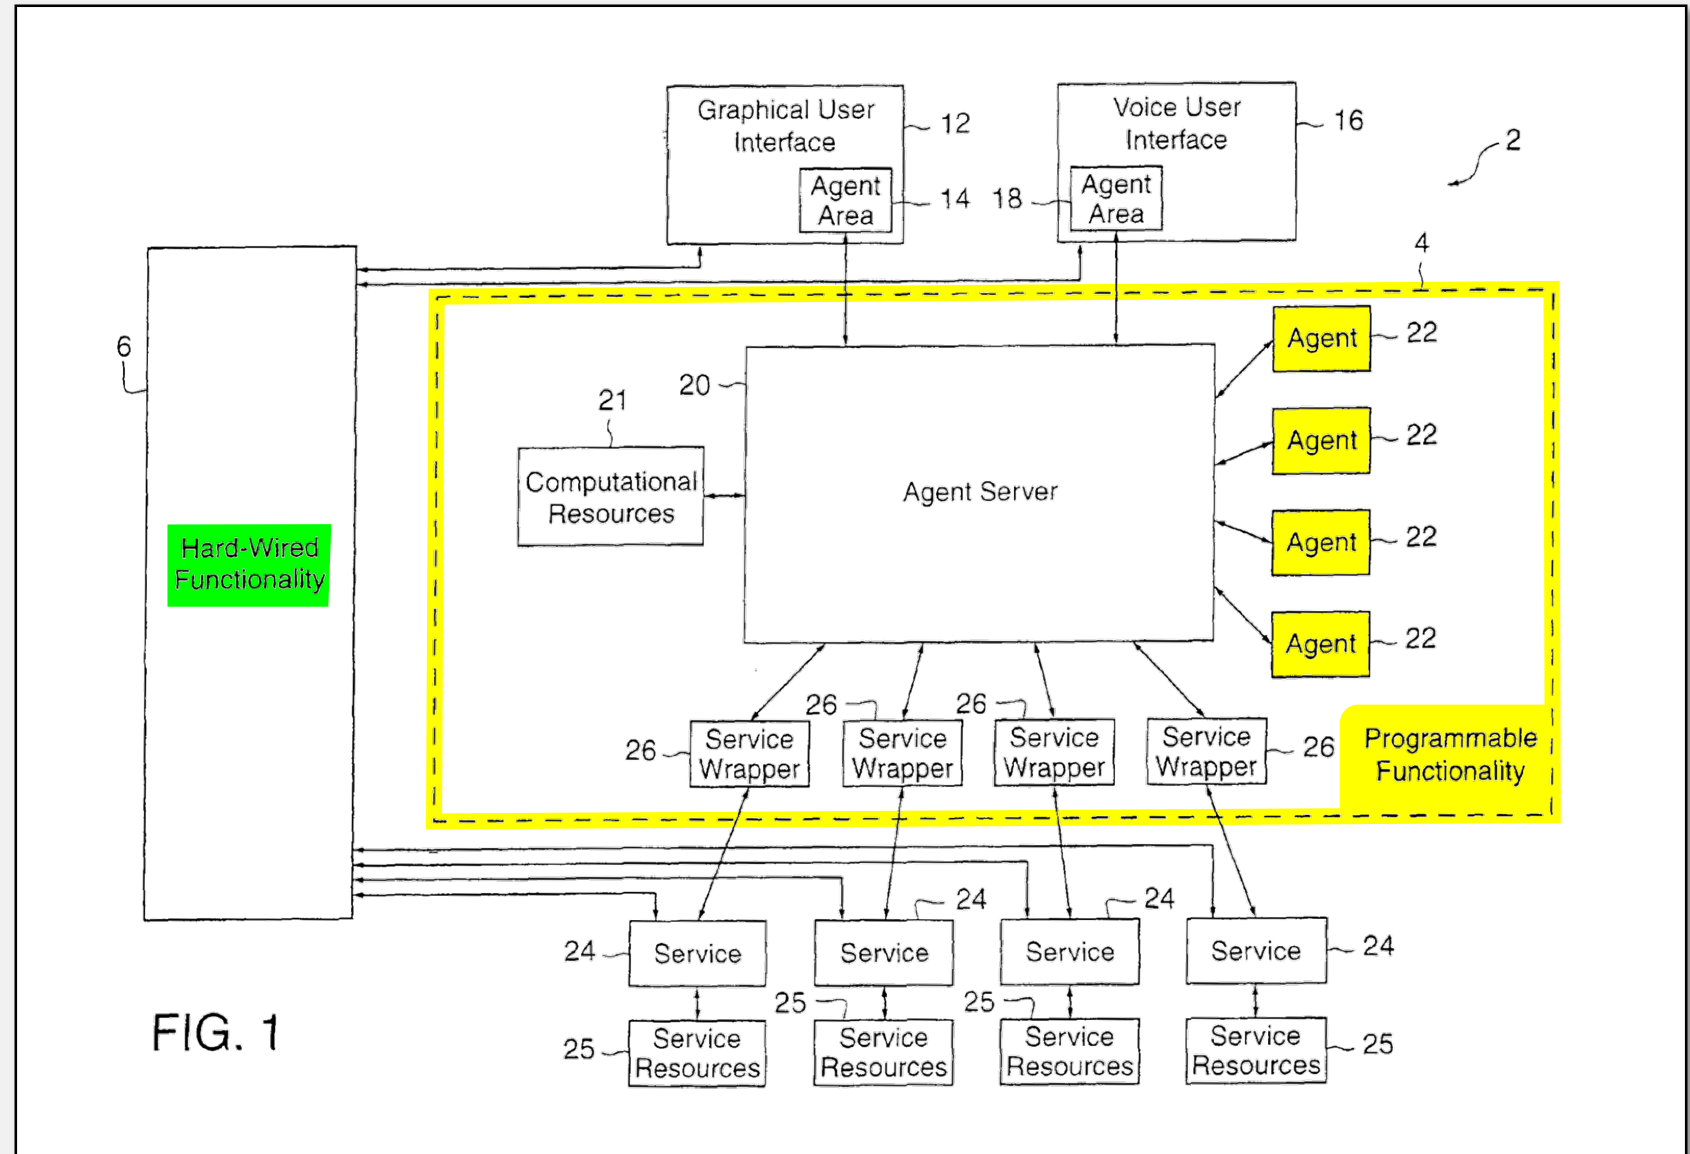 Graphical User
Interface
12
Agent
Area
14
Voice User
Interface
16
18
Agent
Area
2
4
6
Hard-Wired
Functionality
20
21
Computational
Resources
Agent Server
Agent
22
Agent
22
Agent
22
Agent
22
26
Service
Wrapper
26
Service
Wrapper
26
Service
Wrapper
Service
Wrapper
26
Programmable
Functionality
24
Service
24
Service
24
Service
Service
24
25
Service
Resources
25
Service
Resources
25
Service
Resources
Service
Resources
25
FIG. 1